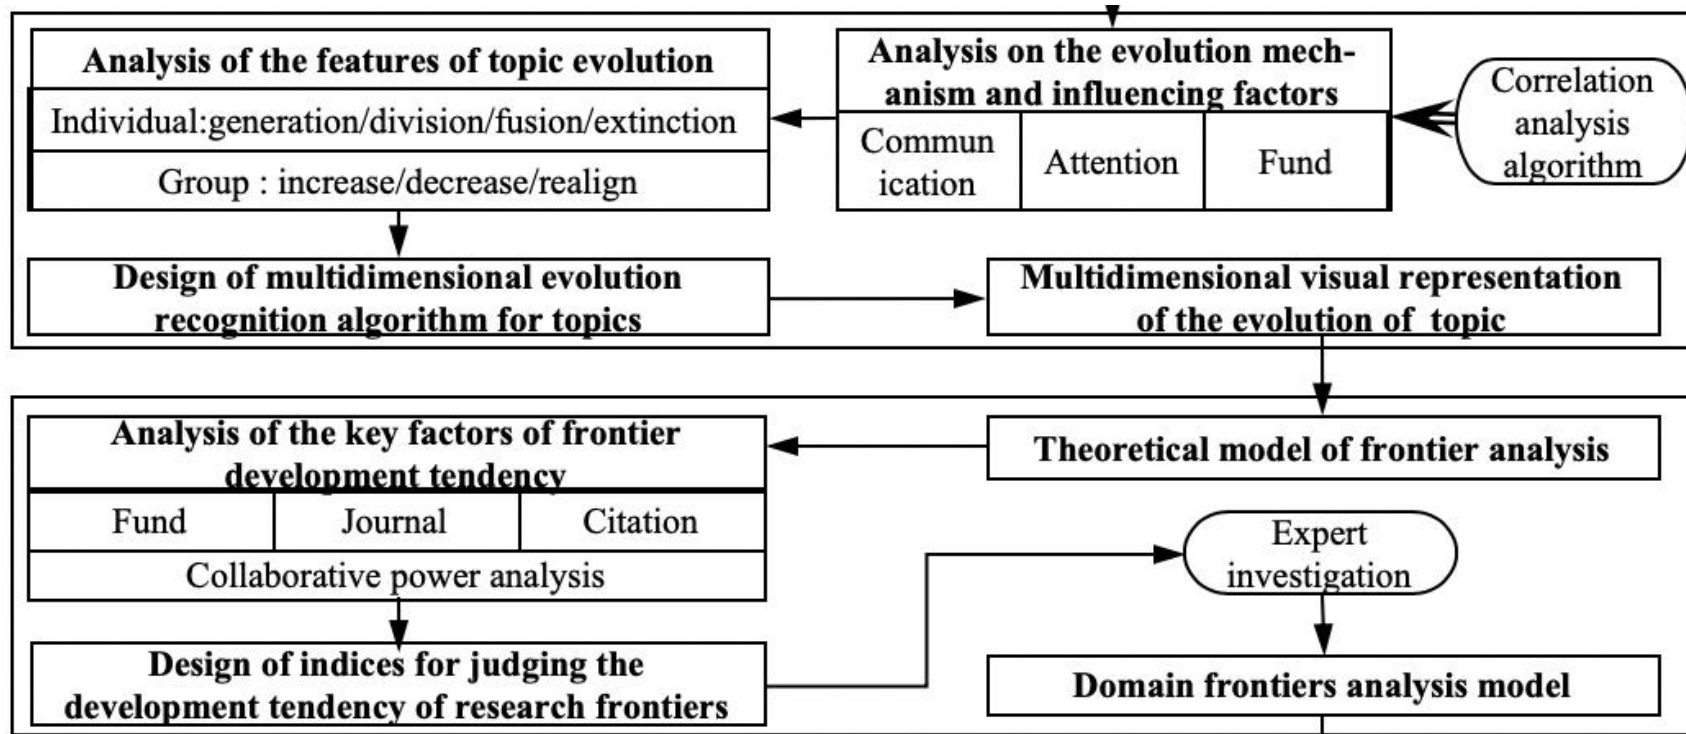 Analysis of the features of topic evolution
Individual:generation/division/fusion/extinction
Group : increase/decrease/realign
Analysis on the evolution mech-
anism and influencing factors
Commun
ication
Attention
Fund
Correlation
analysis
algorithm
Design of multidimensional evolution
recognition algorithm for topics
Multidimensional visual representation
of the evolution of topic
Analysis of the key factors of frontier
development tendency
Fund
Journal
Citation
Collaborative power analysis
Theoretical model of frontier analysis
Expert
investigation
Design of indices for judging the
development tendency of research frontiers
Domain frontiers analysis model